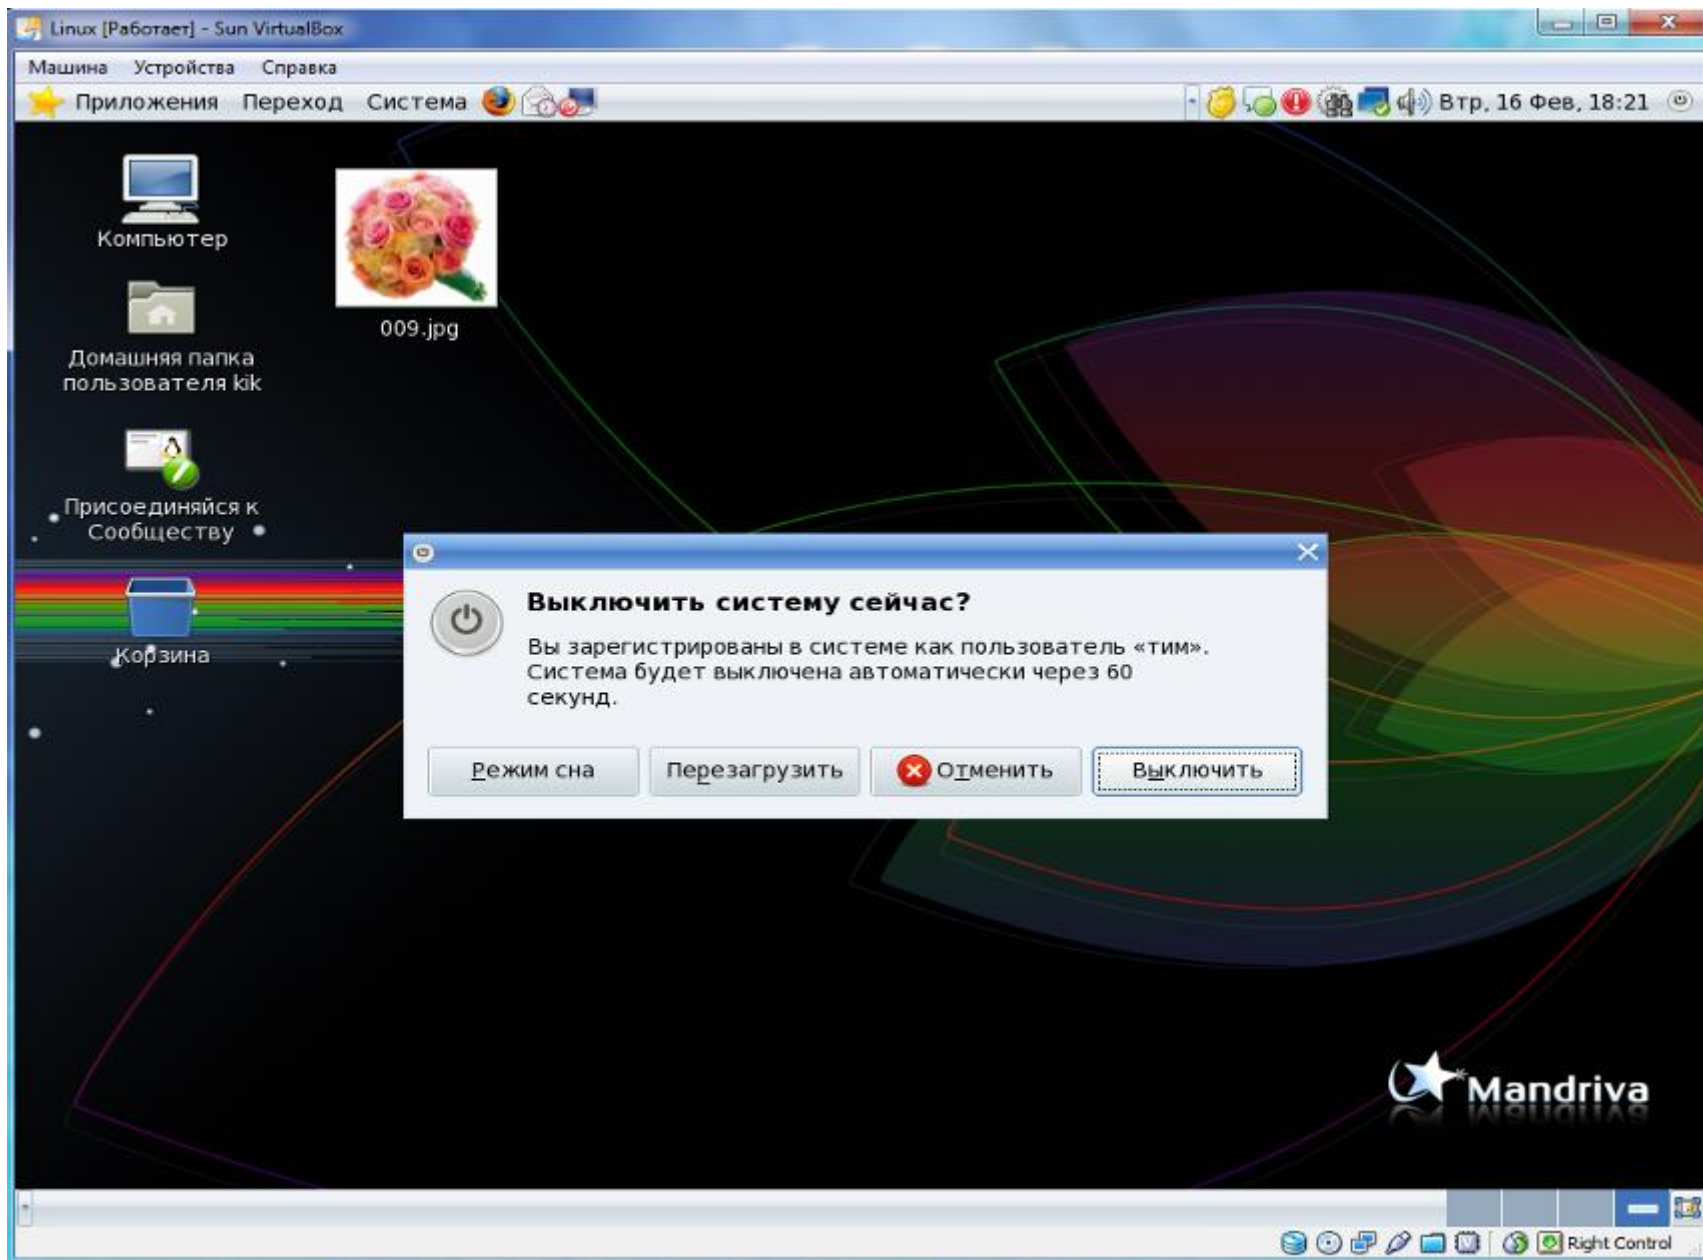 Linux [Работает] - Sun VirtualBox
Машина Устройства Справка
Приложения Переход Система Втр, 16 Фев, 18:21
Компьютер
009.jpg
Домашняя папка
пользователя kik
Присоединяйся к
Сообществу
Корзина
Выключить систему сейчас?
Вы зарегистрированы в системе как пользователь «тим».
Система будет выключена автоматически через 60
секунд.
Режим сна Перезагрузить Отменить Выключить
Mandriva
Right Control